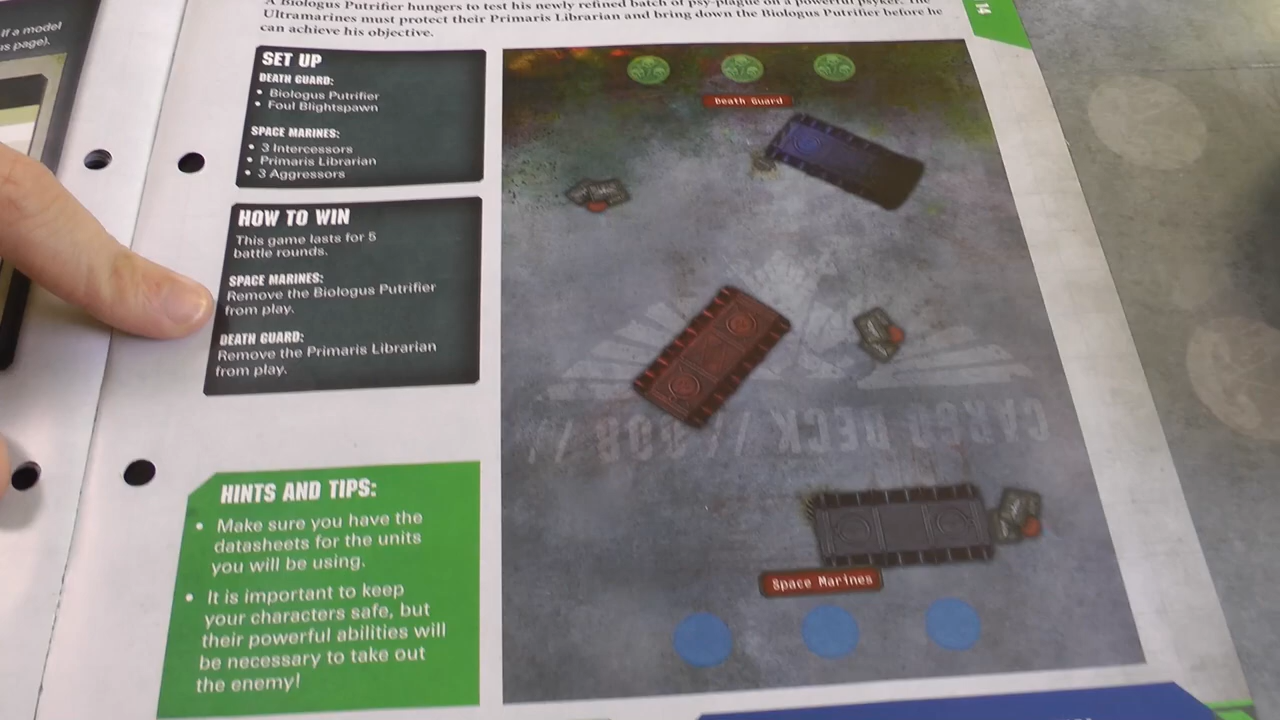 If a model
us page).
A Biologus Putrifier hungers to test his newly refined batch of psy-plague on a powerful psyker. The
Ultramarines must protect their Primaris Librarian and bring down the Biologus Putrifier before he
can achieve his objective.
14
SET UP
DEATH GUARD:
• Biologus Putrifier
• Foul Blightspawn
SPACE MARINES:
• 3 Intercessors
• Primaris Librarian
• 3 Aggressors
HOW TO WIN
This game lasts for 5
battle rounds.
SPACE MARINES:
Remove the Biologus Putrifier
from play.
DEATH GUARD:
Remove the Primaris Librarian
from play.
HINTS AND TIPS:
• Make sure you have the
datasheets for the units
you will be using.
• It is important to keep
your characters safe, but
their powerful abilities will
be necessary to take out
the enemy!
Death Guard
CARGO DECK //
Space Marines